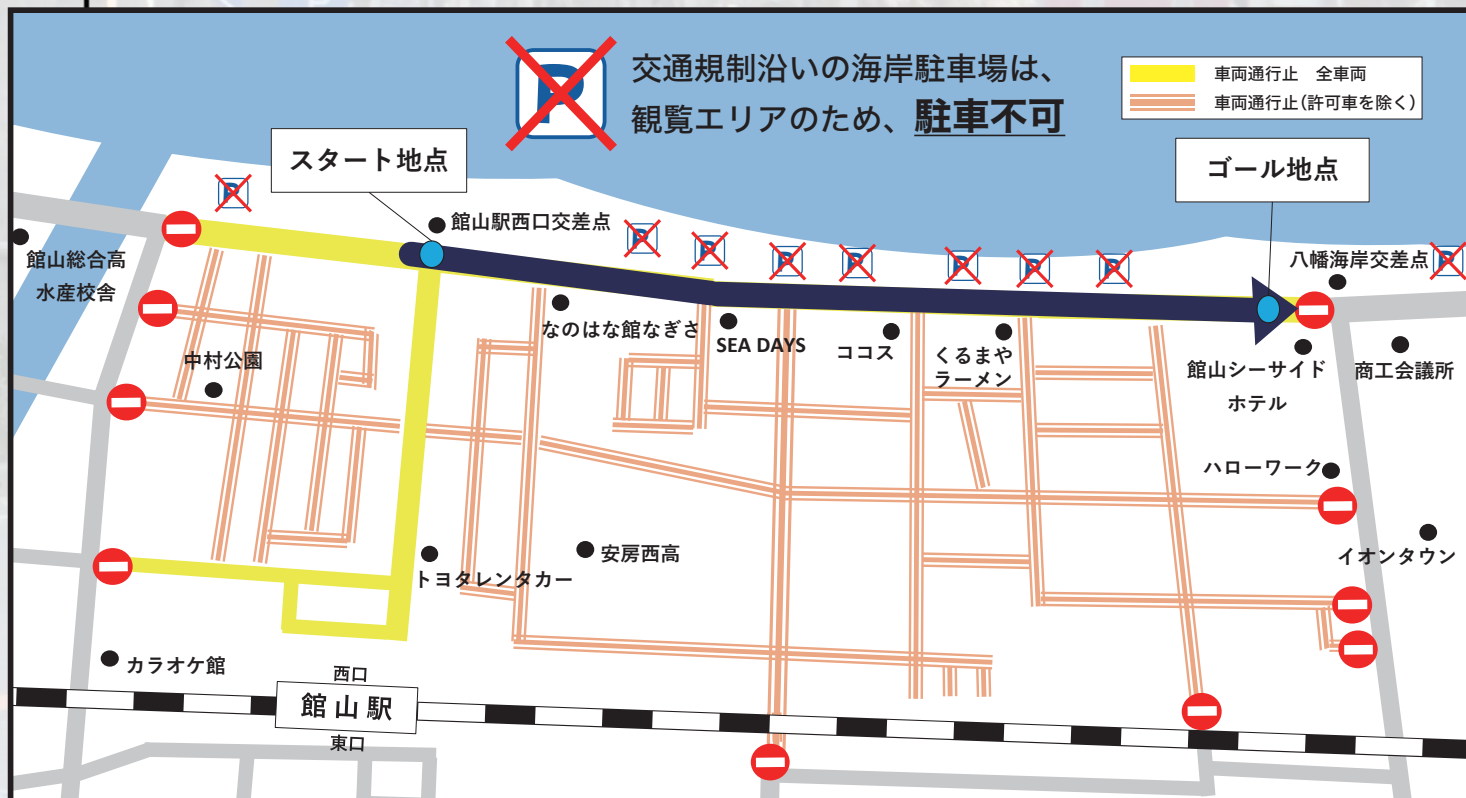 交通規制沿いの海岸駐車場は、
観覧エリアのため、駐車不可
車両通行止　全車両
車両通行止(許可車を除く)
スタート地点
ゴール地点
P
館山駅西口交差点
P
P
P
P
P
P
P
P
八幡海岸交差点
P
館山総合高
水産校舎
なのはな館なぎさ
SEA DAYS
ココス
くるまや
ラーメン
館山シーサイド
ホテル
商工会議所
中村公園
ハローワーク
イオンタウン
トヨタレンタカー
安房西高
カラオケ館
西口
館山駅
東口